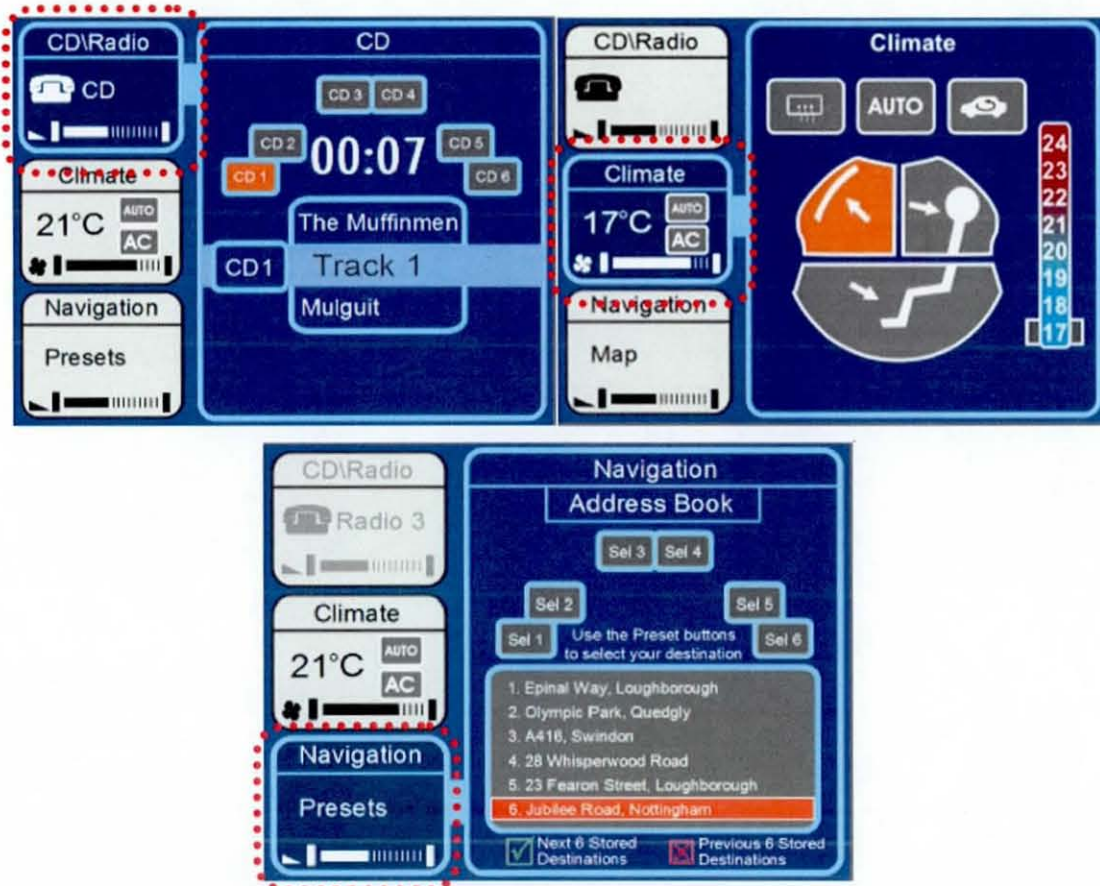 CD\Radio
CD
Climate
21°C
AUTO
AC
Navigation
Presets
CD
CD 3 CD 4
CD 2 00:07 CD 5
CD 1 CD 6
The Muffinmen
CD1 Track 1
Mulguit
CD\Radio
Climate
17°C
AUTO
AC
Navigation
Map
Climate
AUTO
24
23
22
21
20
19
18
17
CD\Radio
Radio 3
Climate
21°C
AUTO
AC
Navigation
Presets
Navigation
Address Book
Sel 3 Sel 4
Sel 2 Sel 5
Sel 1 Use the Preset buttons Sel 6
to select your destination
1. Epinal Way, Loughborough
2. Olympic Park, Quedgly
3. A416, Swindon
4. 28 Whisperwood Road
5. 23 Fearon Street, Loughborough
6. Jubilee Road, Nottingham
Next 6 Stored Previous 6 Stored
Destinations Destinations